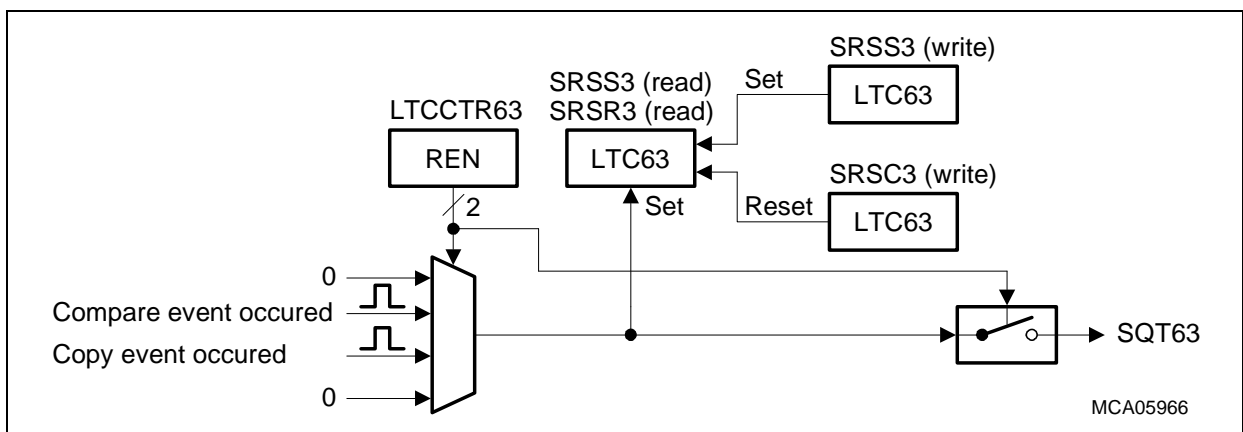 SRSS3 (write)
LTC63
Set
SRSS3 (read)
SRSR3 (read)
LTC63
LTCCTR63
REN
2
SRSC3 (write)
LTC63
Reset
Set
0
Compare event occured
Copy event occured
0
SQT63
MCA05966